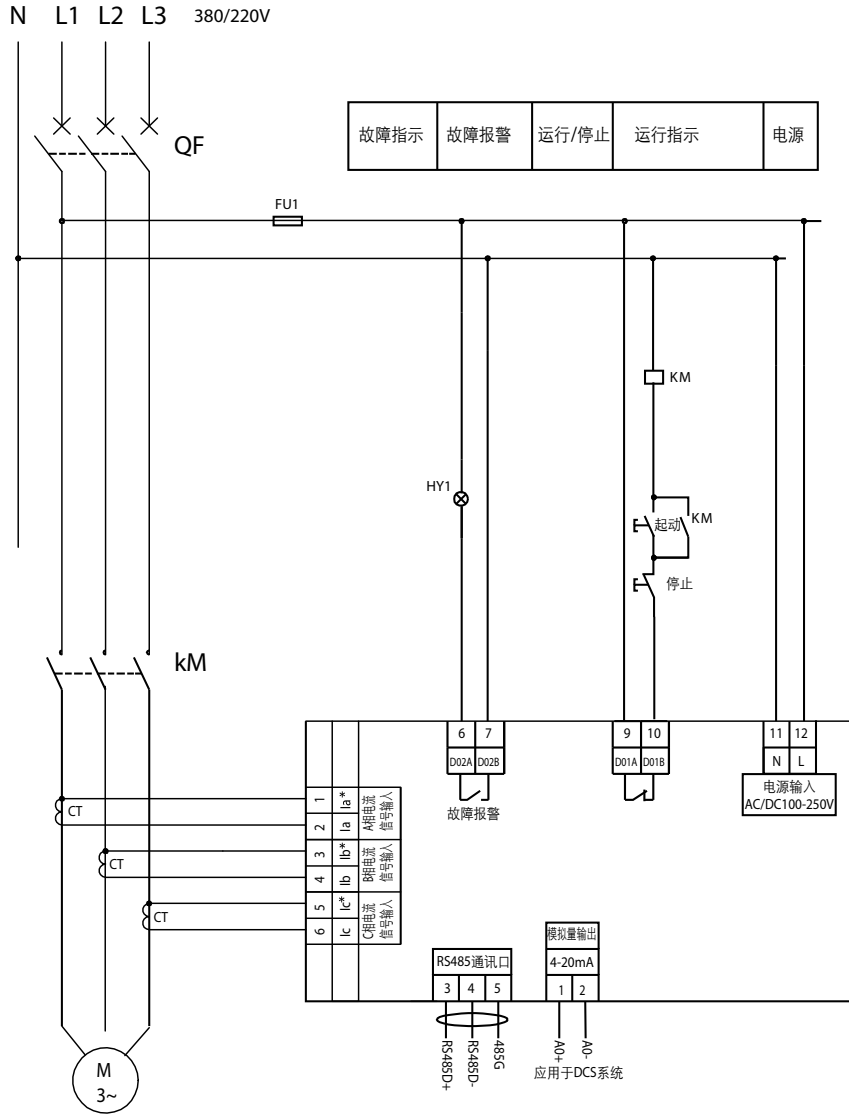 N L1 L2 L3 380/220V
QF
故障指示 故障报警 运行/停止 运行指示 电源
FU1
KM
HY1
起动 KM
停止
kM
6 7 9 10 11 12
D02A D02B D01A D01B N L
故障报警
电源输入
AC/DC100-250V
CT
1 Ia*
2 Ia
A相电流
信号输入
CT
3 Ib*
4 Ib
B相电流
信号输入
CT
5 Ic*
6 Ic
C相电流
信号输入
RS485通讯口
3 4 5
RS485D+
RS485D-
485G
模拟量输出
4-20mA
1 2
A0+
A0-
应用于DCS系统
M
3~